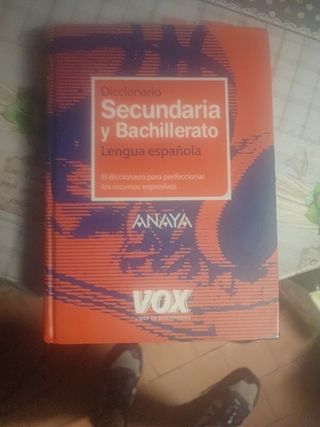 Diccionario
Secundaria
y Bachillerato
Lengua española
El diccionario para perfeccionar
los recursos expresivos
ANAYA
VOX